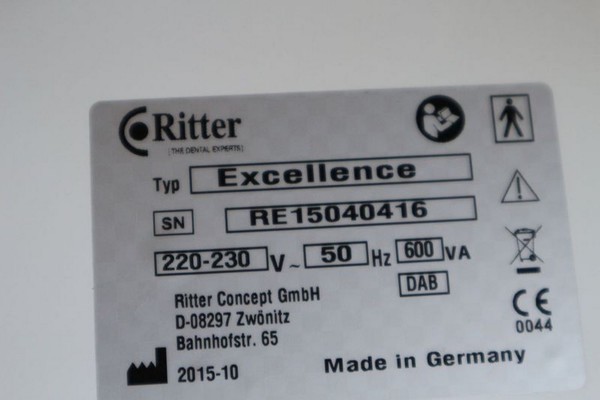 Ritter
[THE DENTAL EXPERTS]
Typ Excellence
SN RE15040416
220-230 V ~ 50 Hz 600 VA
DAB
Ritter Concept GmbH
D-08297 Zwönitz
Bahnhofstr. 65
2015-10
CE
0044
Made in Germany